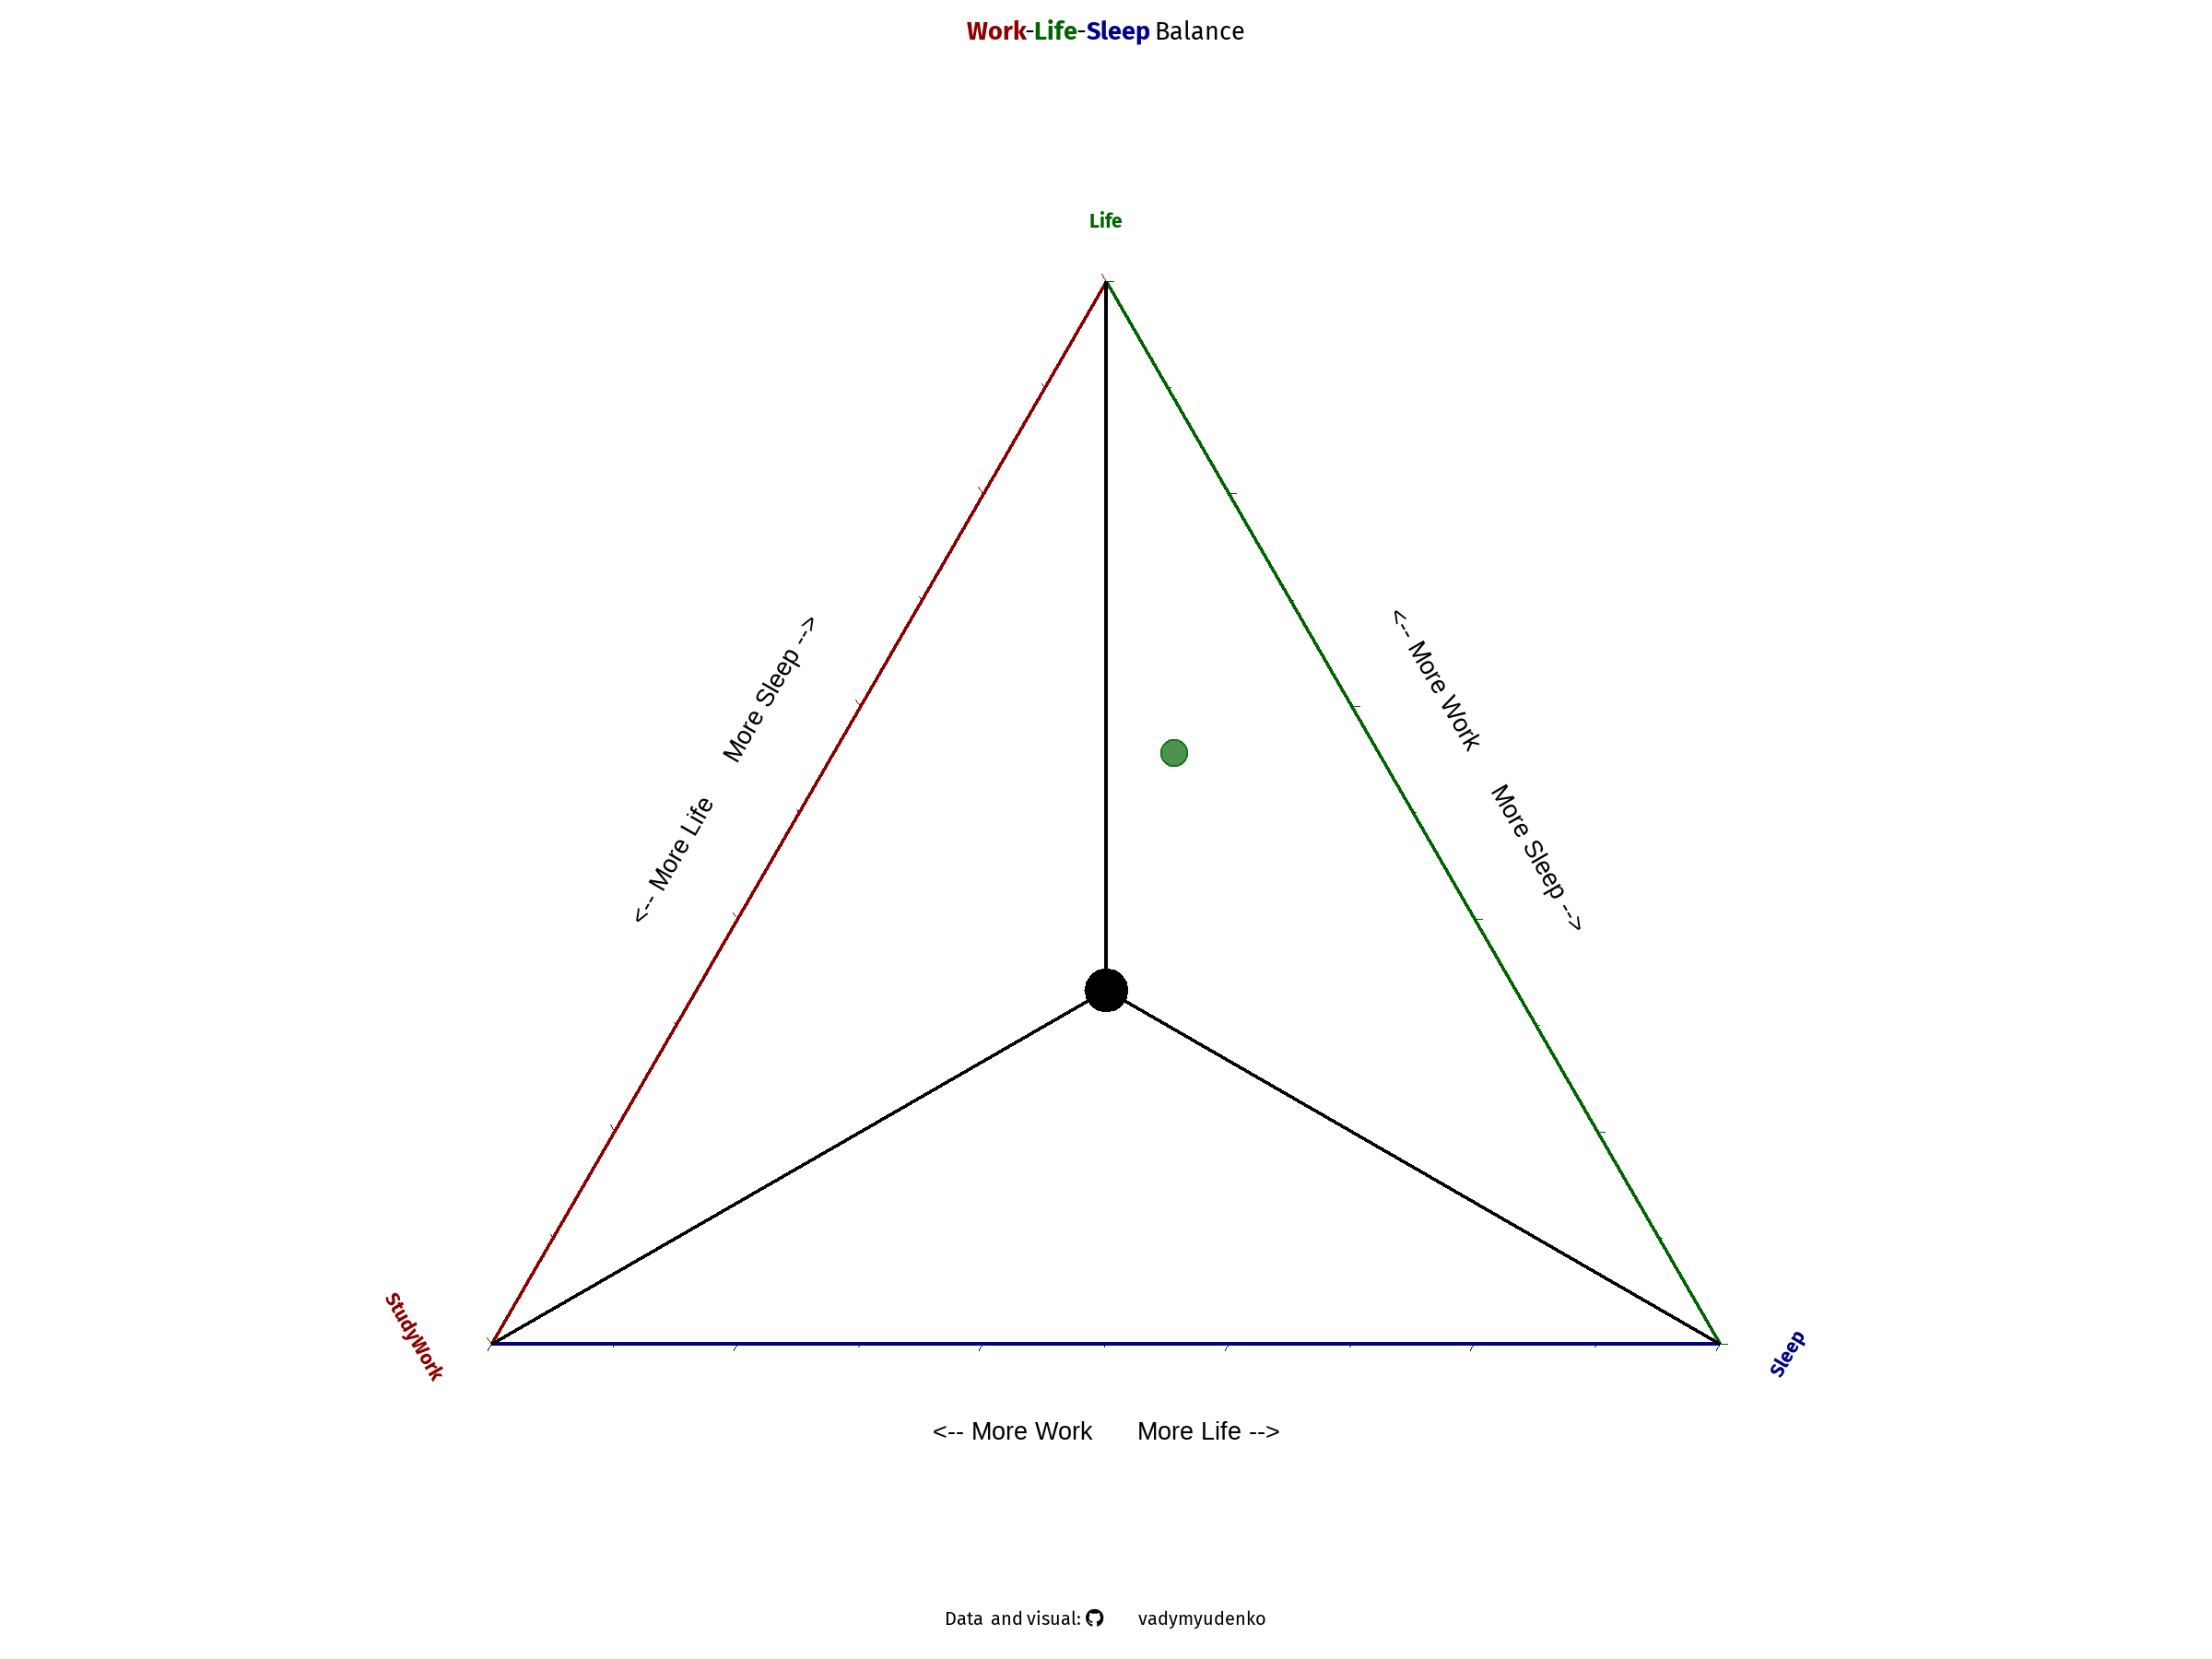 Work-Life-Sleep Balance
Life
<-- More Life      More Sleep -->
<-- More Work      More Sleep -->
StudyWork
Sleep
<-- More Work      More Life -->
Data and visual: vadymyudenko